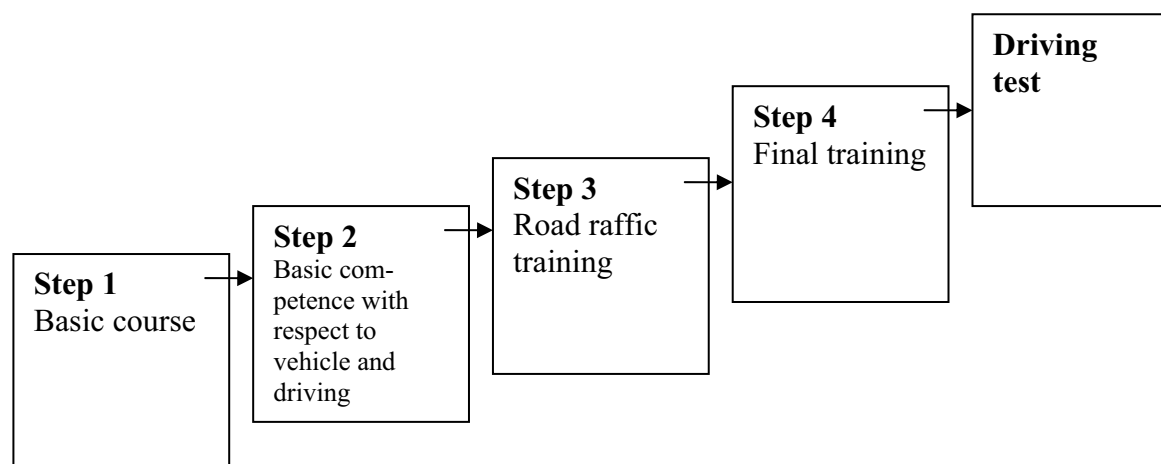 Step 1
Basic course
Step 2
Basic com-
petence with
respect to
vehicle and
driving
Step 3
Road raffic
training
Step 4
Final training
Driving
test